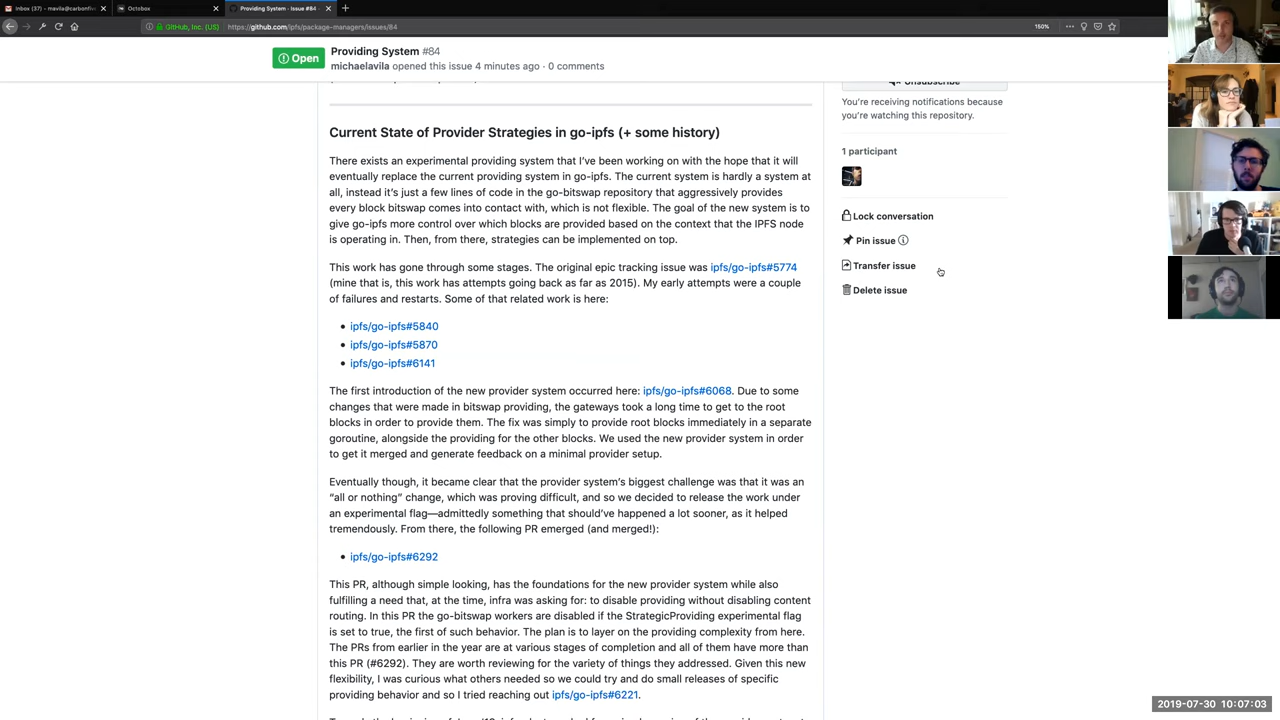 Inbox (37) - mavila@carbonfiv
Octobox
Providing System · Issue #84 ·
GitHub, Inc. (US)
https://github.com/ipfs/package-managers/issues/84
150%
Open
Providing System #84
michaelavila opened this issue 4 minutes ago · 0 comments
Unsubscribe
You're receiving notifications because
you're watching this repository.
1 participant
Lock conversation
Pin issue
Transfer issue
Delete issue
Current State of Provider Strategies in go-ipfs (+ some history)
There exists an experimental providing system that I've been working on with the hope that it will
eventually replace the current providing system in go-ipfs. The current system is hardly a system at
all, instead it's just a few lines of code in the go-bitswap repository that aggressively provides
every block bitswap comes into contact with, which is not flexible. The goal of the new system is to
give go-ipfs more control over which blocks are provided based on the context that the IPFS node
is operating in. Then, from there, strategies can be implemented on top.
This work has gone through some stages. The original epic tracking issue was ipfs/go-ipfs#5774
(mine that is, this work has attempts going back as far as 2015). My early attempts were a couple
of failures and restarts. Some of that related work is here:
• ipfs/go-ipfs#5840
• ipfs/go-ipfs#5870
• ipfs/go-ipfs#6141
The first introduction of the new provider system occurred here: ipfs/go-ipfs#6068. Due to some
changes that were made in bitswap providing, the gateways took a long time to get to the root
blocks in order to provide them. The fix was simply to provide root blocks immediately in a separate
goroutine, alongside the providing for the other blocks. We used the new provider system in order
to get it merged and generate feedback on a minimal provider setup.
Eventually though, it became clear that the provider system's biggest challenge was that it was an
“all or nothing” change, which was proving difficult, and so we decided to release the work under
an experimental flag—admittedly something that should've happened a lot sooner, as it helped
tremendously. From there, the following PR emerged (and merged!):
• ipfs/go-ipfs#6292
This PR, although simple looking, has the foundations for the new provider system while also
fulfilling a need that, at the time, infra was asking for: to disable providing without disabling content
routing. In this PR the go-bitswap workers are disabled if the StrategicProviding experimental flag
is set to true, the first of such behavior. The plan is to layer on the providing complexity from here.
The PRs from earlier in the year are at various stages of completion and all of them have more than
this PR (#6292). They are worth reviewing for the variety of things they addressed. Given this new
flexibility, I was curious what others needed so we could try and do small releases of specific
providing behavior and so I tried reaching out ipfs/go-ipfs#6221.
2019-07-30 10:07:03